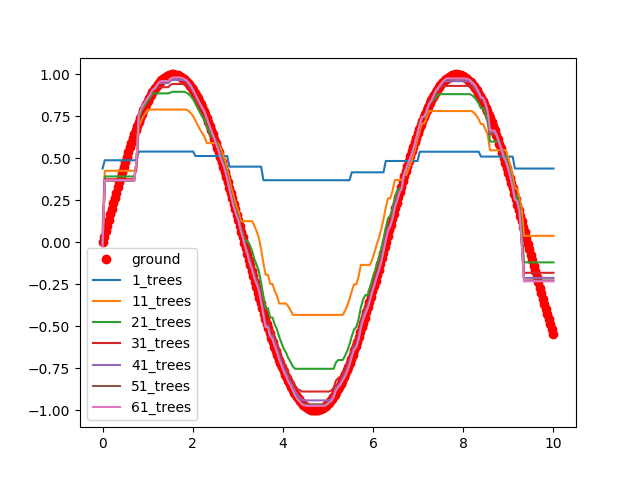 1.00
0.75
0.50
0.25
0.00
−0.25
−0.50
−0.75
−1.00
ground
1_trees
11_trees
21_trees
31_trees
41_trees
51_trees
61_trees
0 2 4 6 8 10